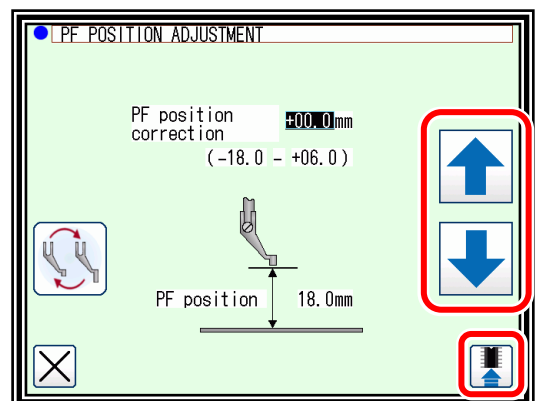 PF POSITION ADJUSTMENT
PF position
correction
+00.0mm
(-18.0 - +06.0)
PF position 18.0mm